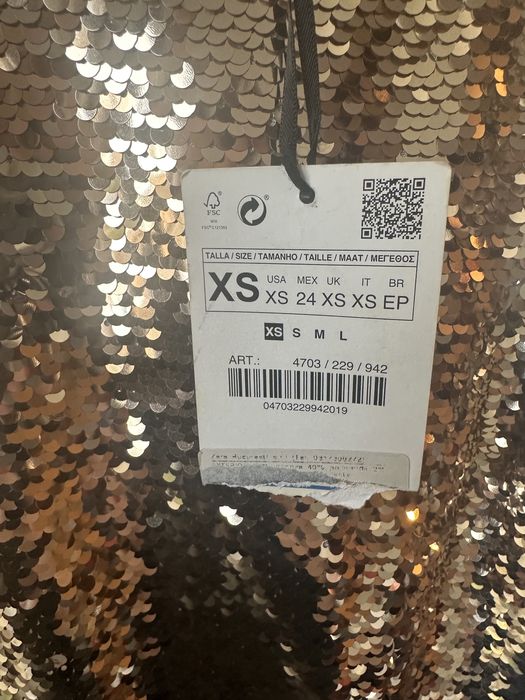 FSC
TALLA / SIZE / TAMANHO / TAILLE / MAAT / ΜΕΓΕΘΟΣ
XS USA MEX UK IT BR
XS 24 XS XS EP
XS S M L
ART.: 4703 / 229 / 942
04703229942019